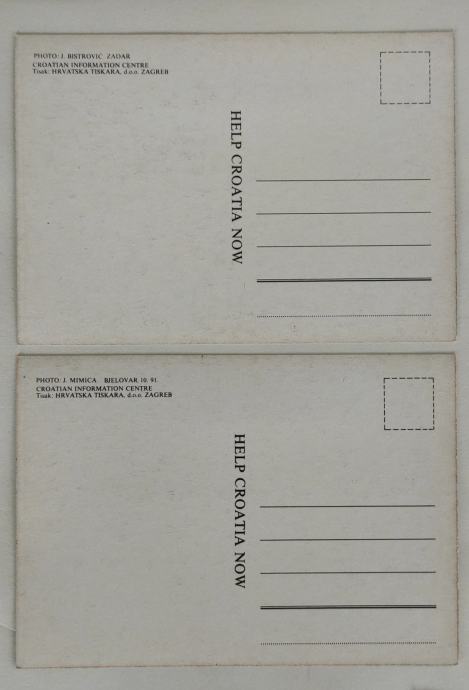 PHOTO: J. BISTROVIĆ ZADAR
CROATIAN INFORMATION CENTRE
Tisak: HRVATSKA TISKARA, d.o.o. ZAGREB
HELP CROATIA NOW
PHOTO: J. MIMICA BJELOVAR 10. 91.
CROATIAN INFORMATION CENTRE
Tisak: HRVATSKA TISKARA, d.o.o. ZAGREB
HELP CROATIA NOW